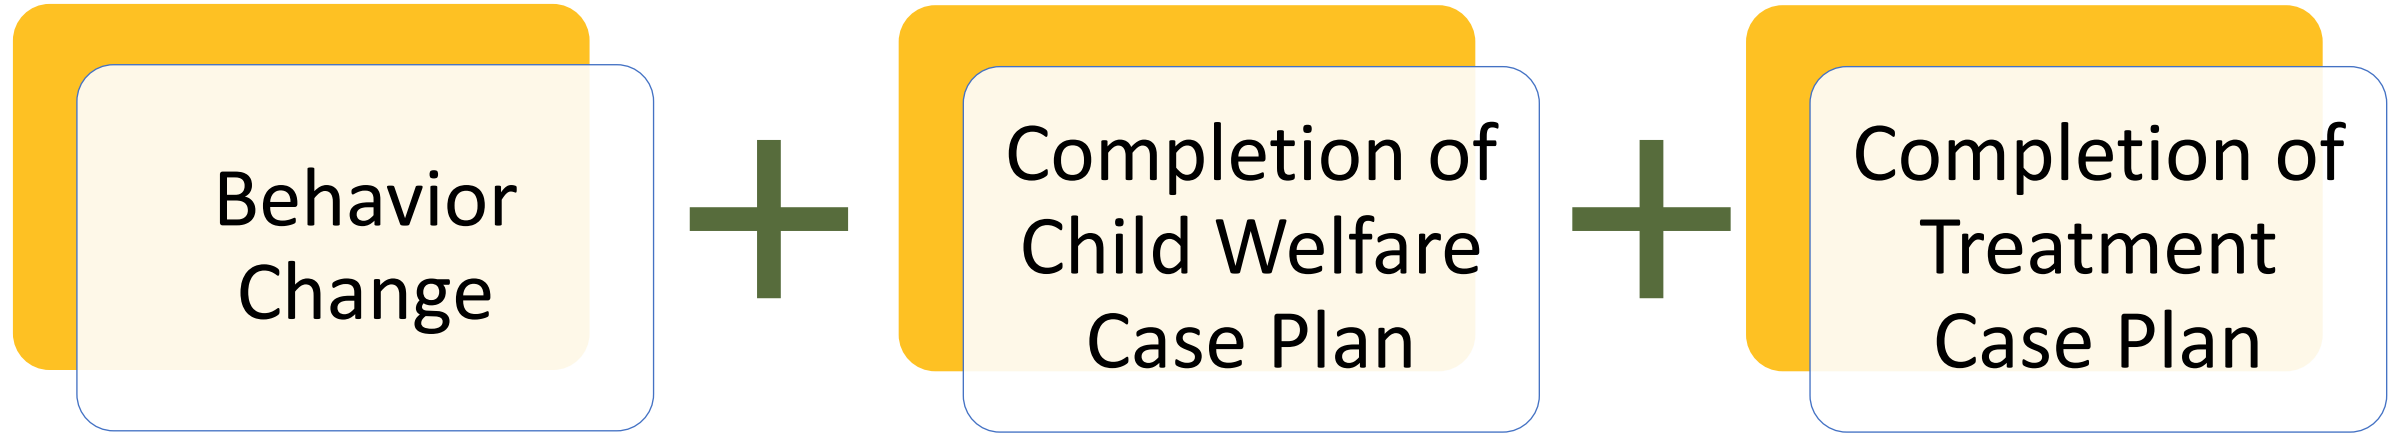 Behavior
Change
Completion of
Child Welfare
Case Plan
Completion of
Treatment
Case Plan